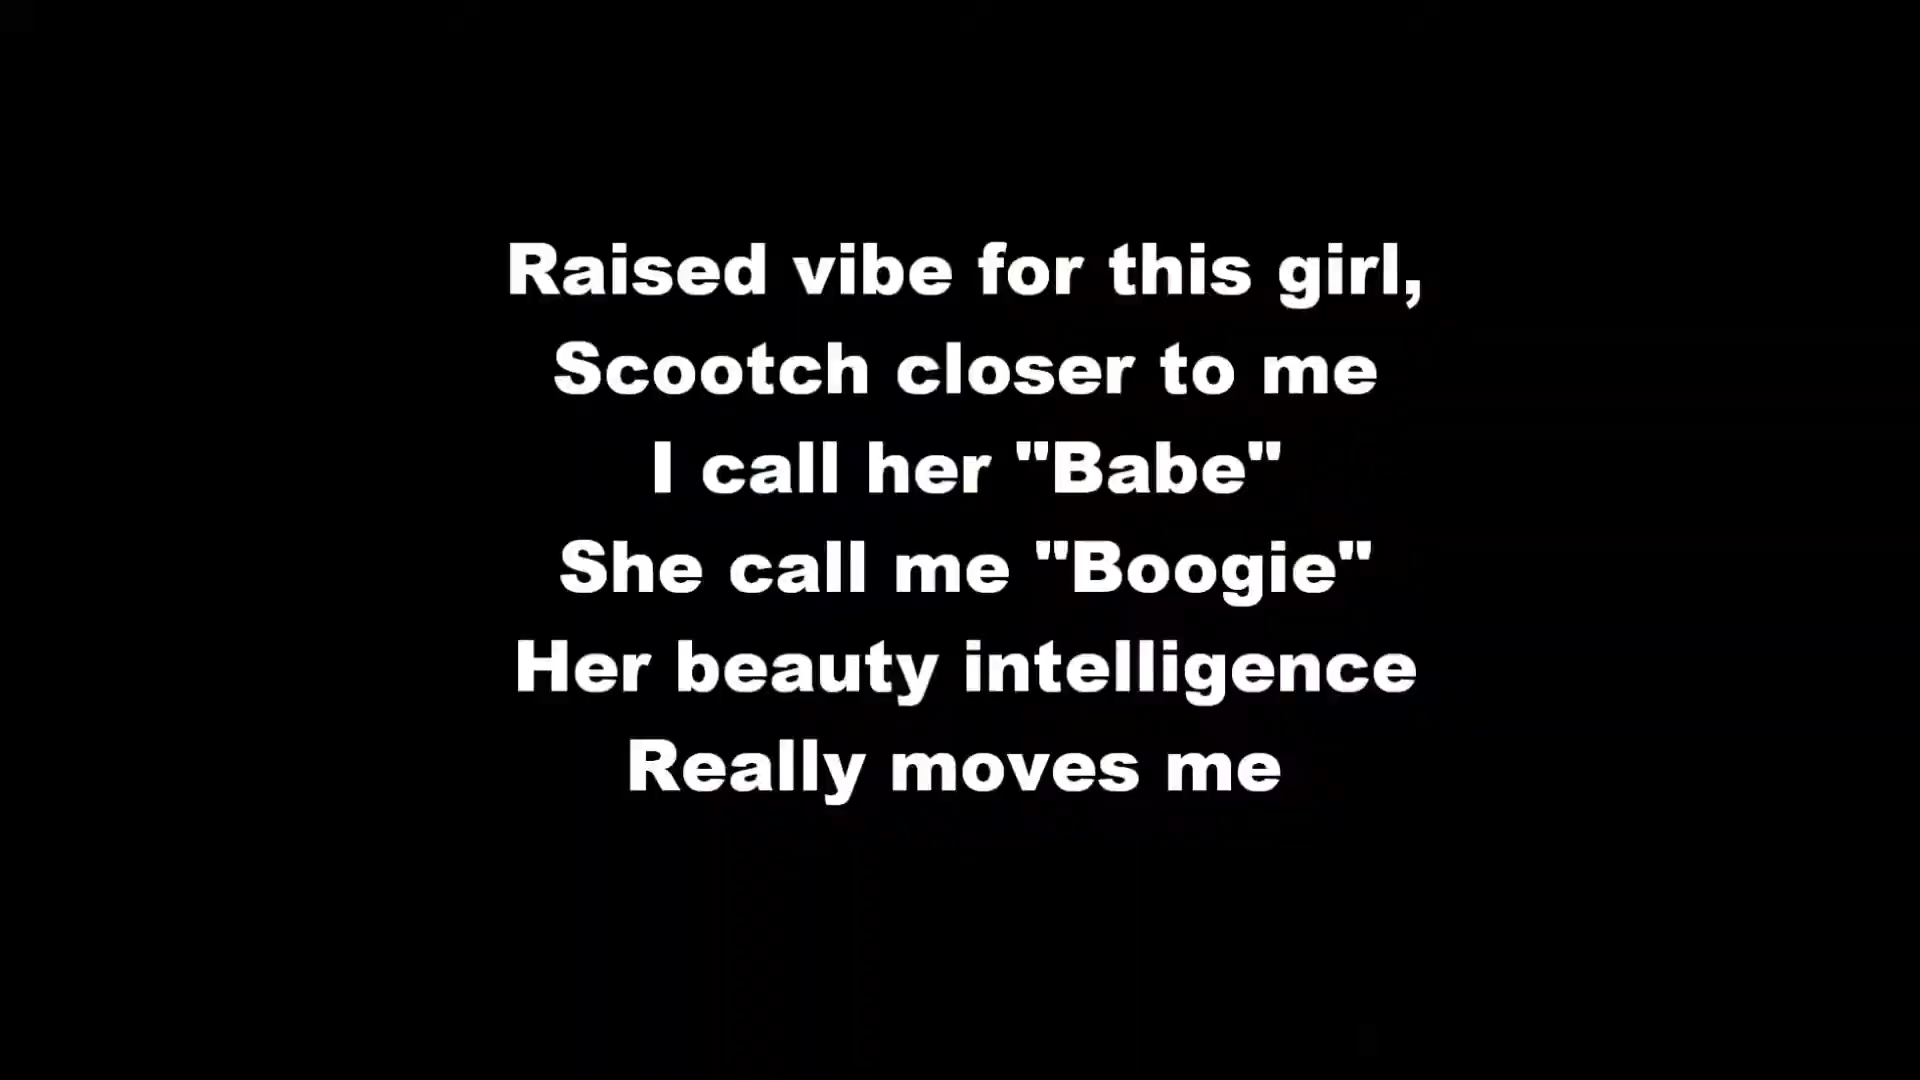 Raised vibe for this girl,
Scootch closer to me
I call her "Babe"
She call me "Boogie"
Her beauty intelligence
Really moves me